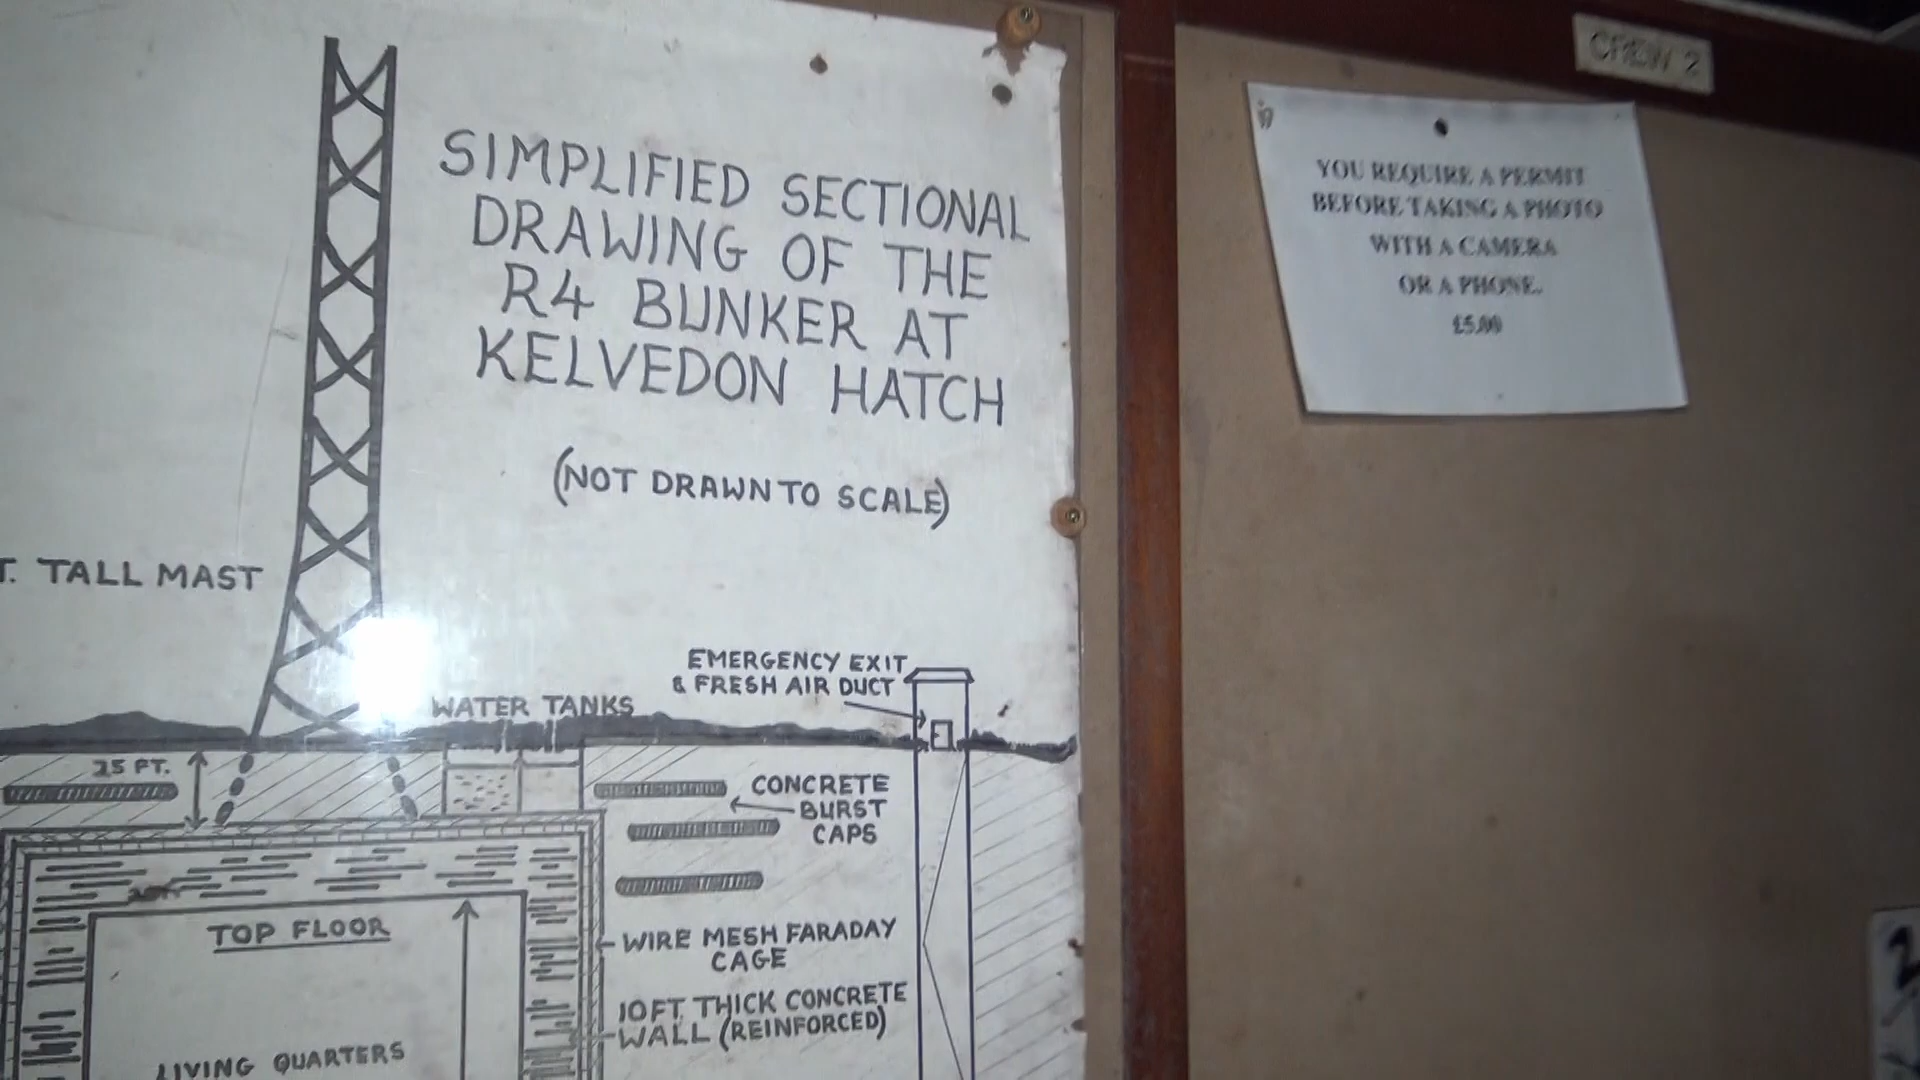 SIMPLIFIED SECTIONAL
DRAWING OF THE
R4 BUNKER AT
KELVEDON HATCH
(NOT DRAWN TO SCALE)
T. TALL MAST
EMERGENCY EXIT
& FRESH AIR DUCT
WATER TANKS
E
CONCRETE
BURST
CAPS
TOP FLOOR
WIRE MESH FARADAY
CAGE
10FT THICK CONCRETE
WALL (REINFORCED)
LIVING QUARTERS
CREW 2
YOU REQUIRE A PERMIT
BEFORE TAKING A PHOTO
WITH A CAMERA
OR A PHONE.
£5.00
2